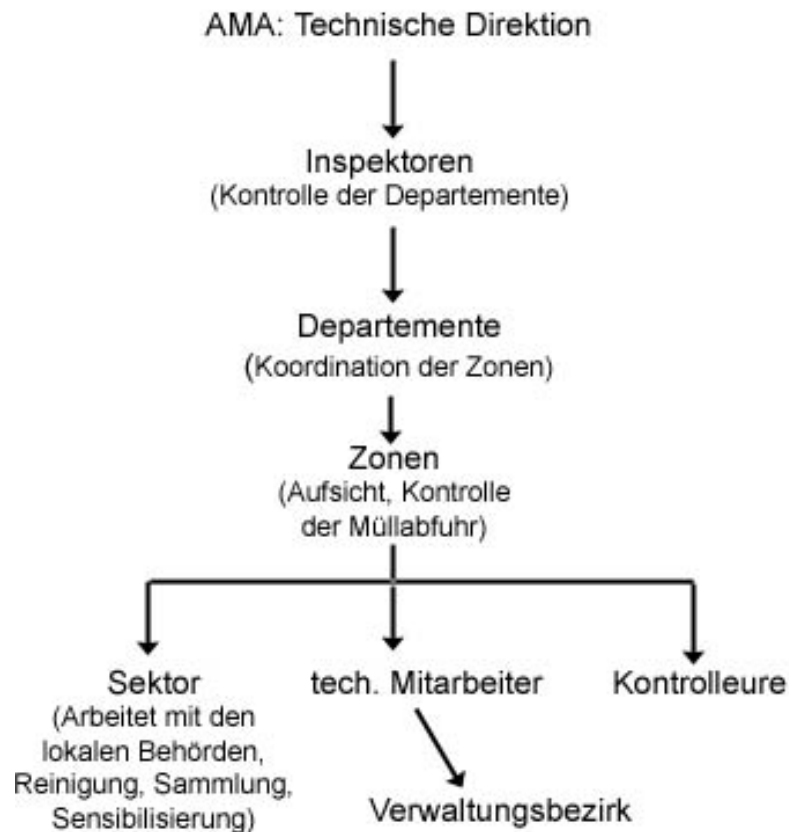 AMA: Technische Direktion
Inspektoren
(Kontrolle der Departemente)
Departemente
(Koordination der Zonen)
Zonen
(Aufsicht, Kontrolle
der Müllabfuhr)
Sektor
(Arbeitet mit den
lokalen Behörden,
Reinigung, Sammlung,
Sensibilisierung)
tech. Mitarbeiter
Kontrolleure
Verwaltungsbezirk